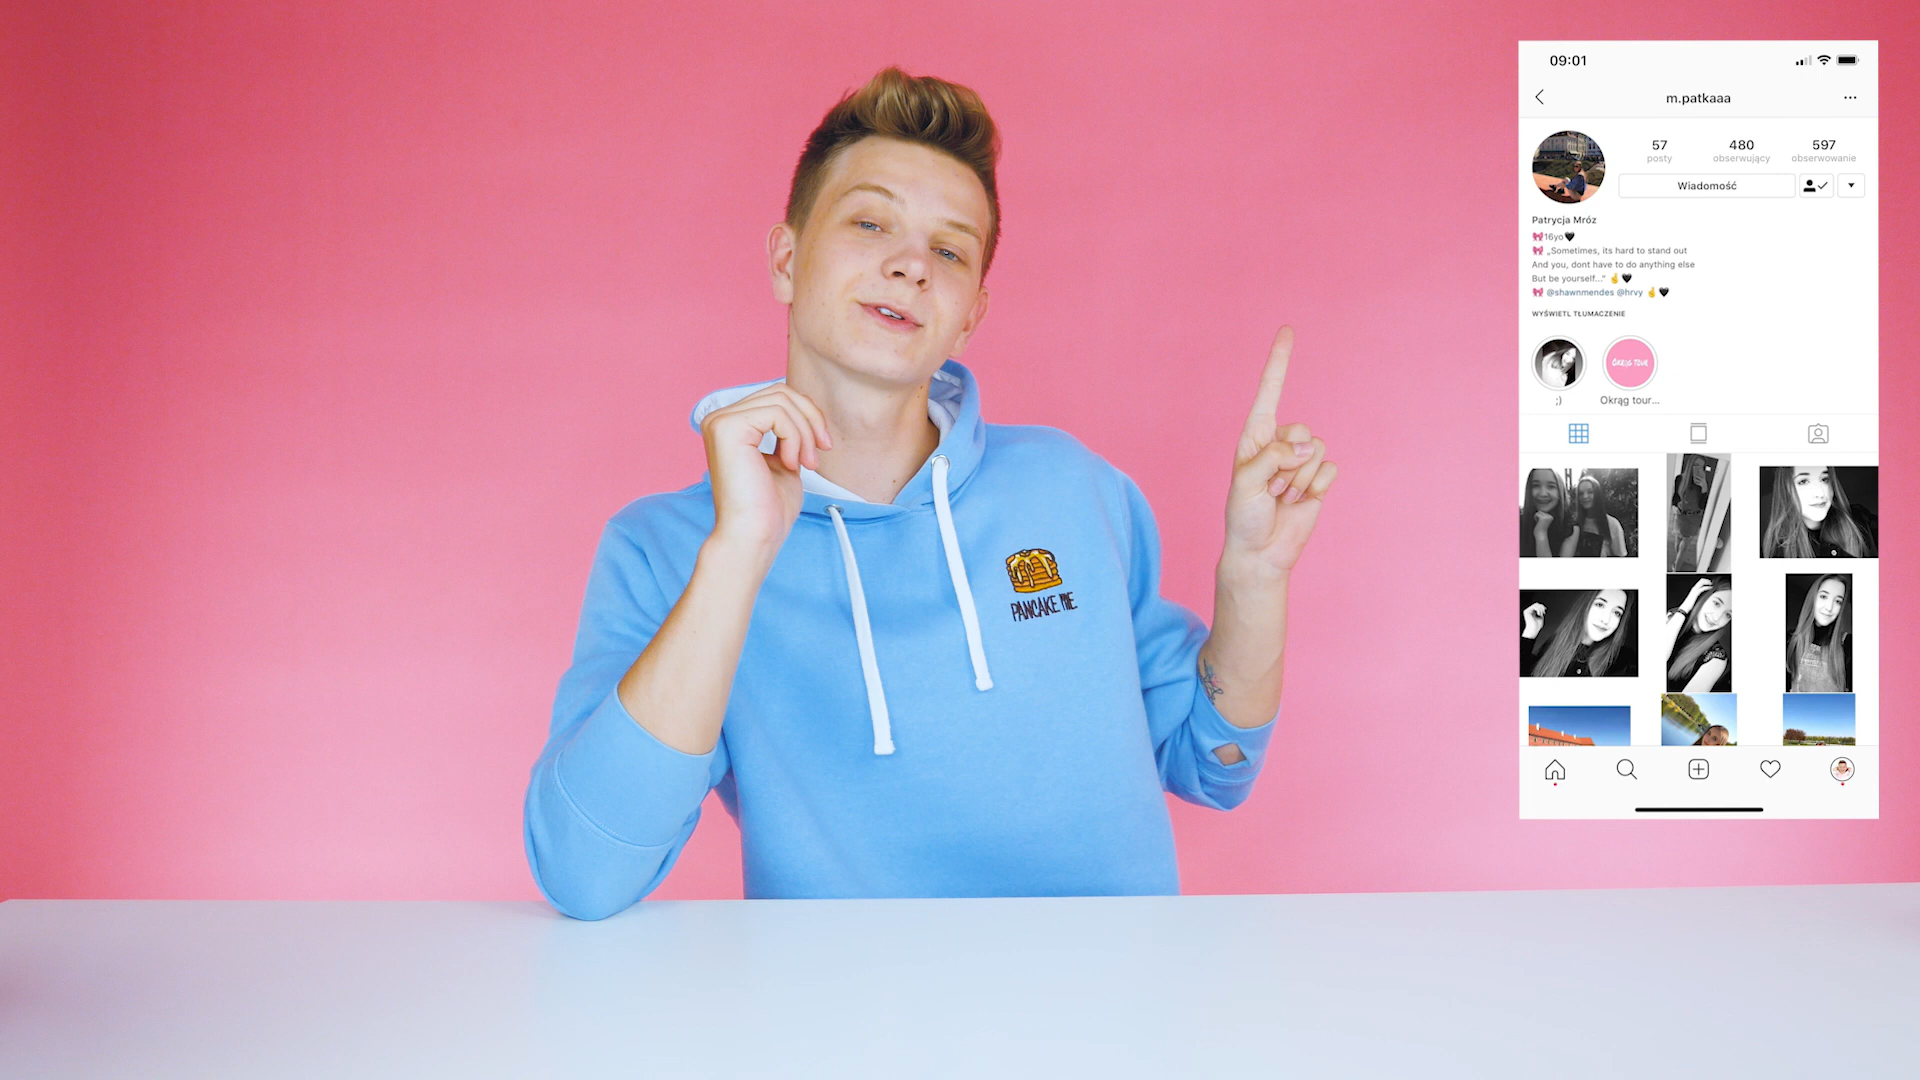 09:01
m.patkaaa
57
480
597
posty
obserwujący
obserwowanie
Wiadomość
Patrycja Mróz
🎀16yo🖤
🎀 „Sometimes, its hard to stand out
And you, dont have to do anything else
But be yourself..." 🤞🖤
🎀 @shawnmendes @hrvy 🤞🖤
WYŚWIETL TŁUMACZENIE
OKRĄG TOUR
;)
Okrąg tour...
PANCAKE ME